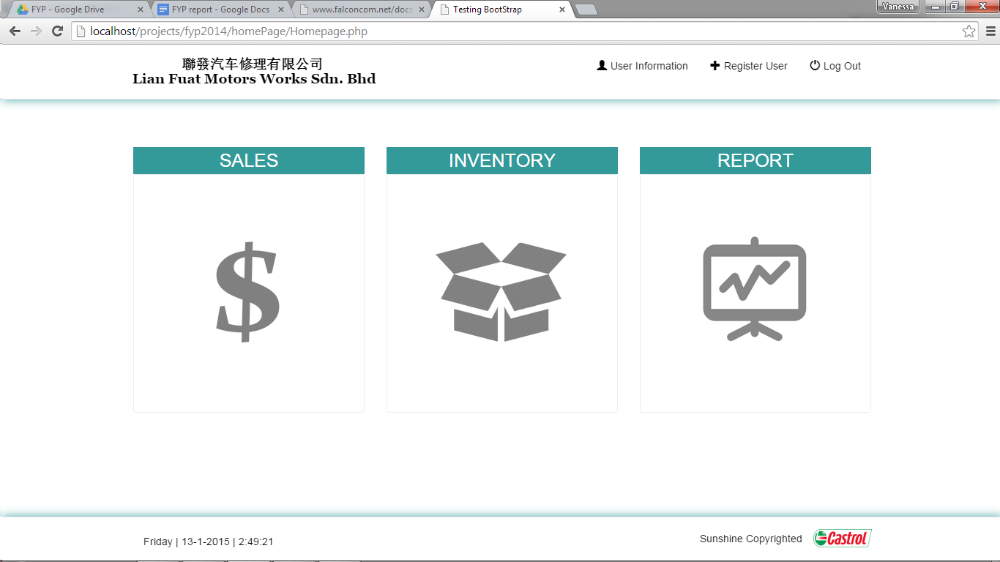 FYP - Google Drive
FYP report - Google Docs
www.falconcom.net/docs
Testing BootStrap
Vanessa
localhost/projects/fyp2014/homePage/Homepage.php
聯發汽车修理有限公司
Lian Fuat Motors Works Sdn. Bhd
User Information
Register User
Log Out
SALES
INVENTORY
REPORT
$
Friday | 13-1-2015 | 2:49:21
Sunshine Copyrighted
Castrol